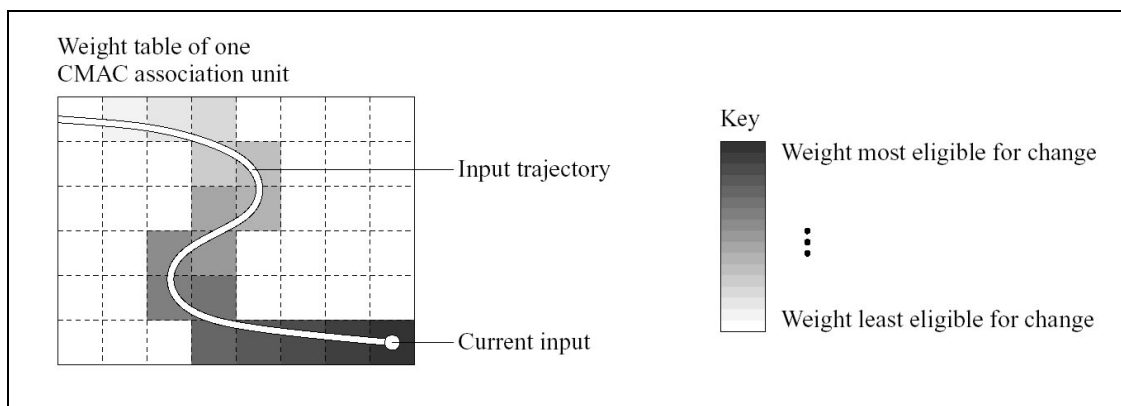 Weight table of one
CMAC association unit
Input trajectory
Current input
Key
Weight most eligible for change
Weight least eligible for change